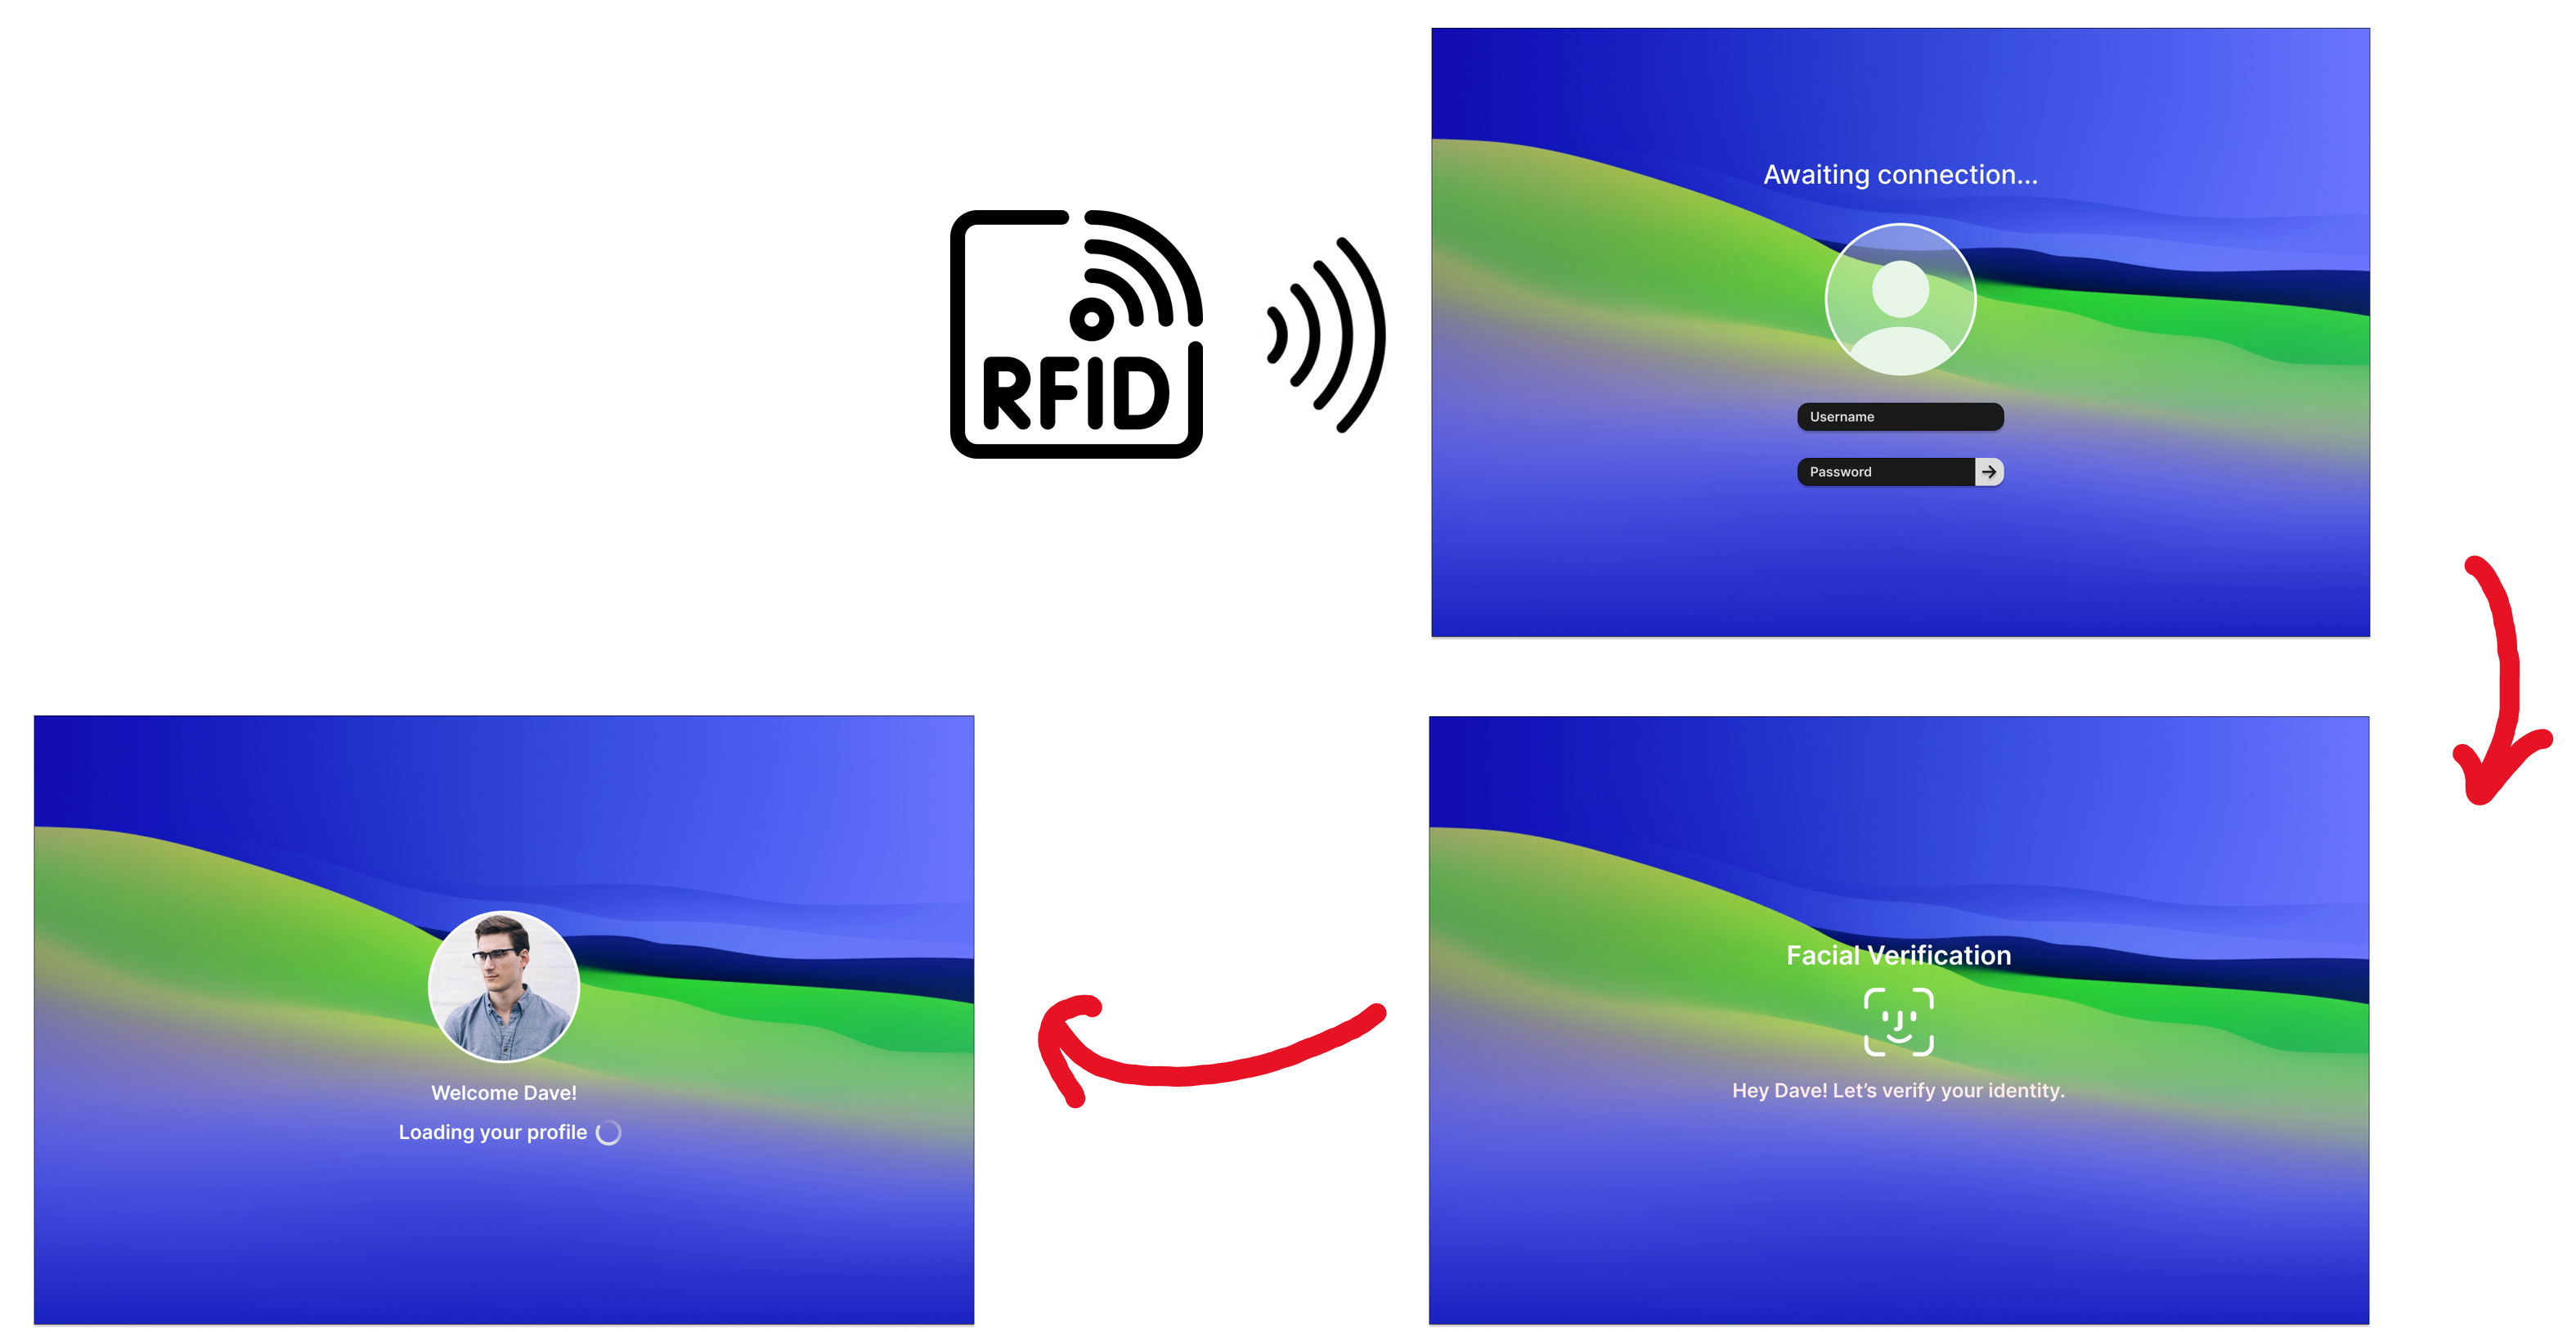 Awaiting connection...
RFID
Username
Password
Facial Verification
Hey Dave! Let’s verify your identity.
Welcome Dave!
Loading your profile